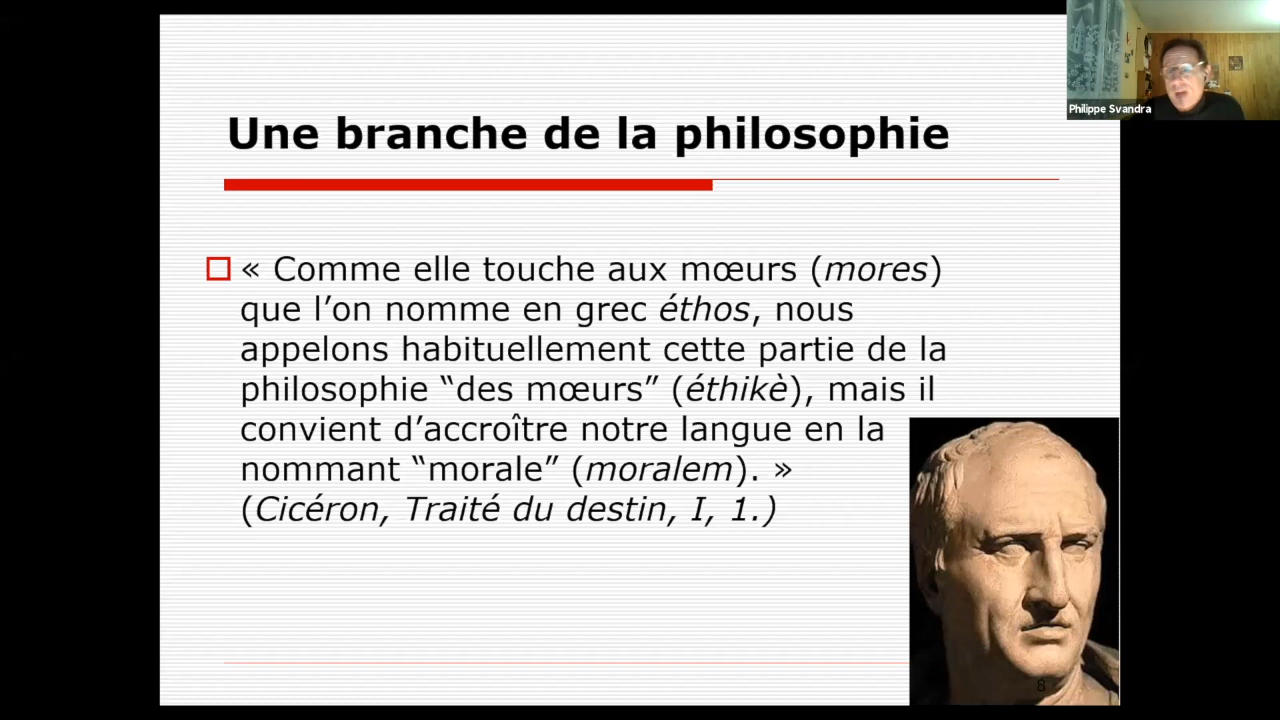 Philippe Svandra
Une branche de la philosophie
« Comme elle touche aux mœurs (mores)
que l’on nomme en grec éthos, nous
appelons habituellement cette partie de la
philosophie “des mœurs” (éthikè), mais il
convient d’accroître notre langue en la
nommant “morale” (moralem). »
(Cicéron, Traité du destin, I, 1.)
8